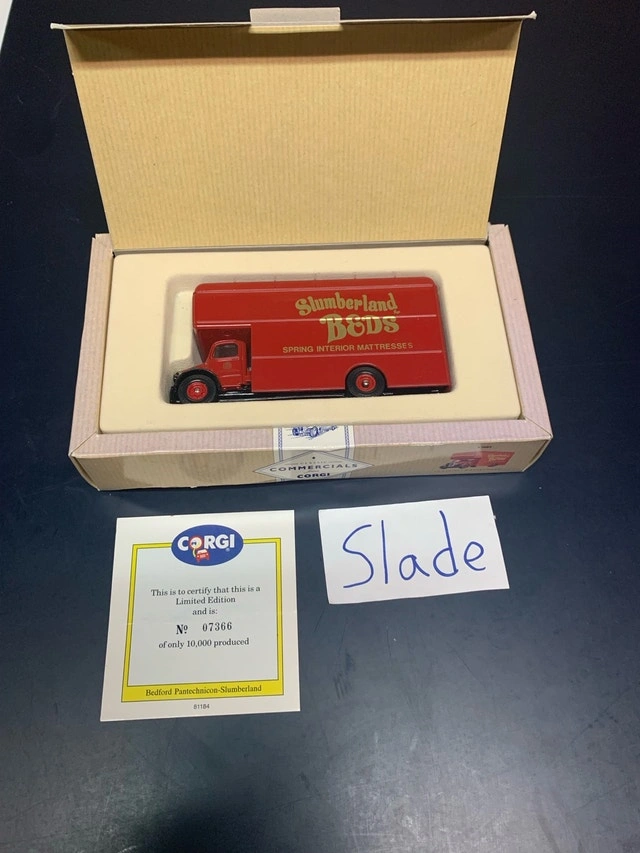 Slumberland
BEDS
SPRING INTERIOR MATTRESSES
COMMERCIALS
CORGI
CORGI
This is to certify that this is a
Limited Edition
and is:
Nº 07366
of only 10,000 produced
Bedford Pantechnicon-Slumberland
81184
Slade